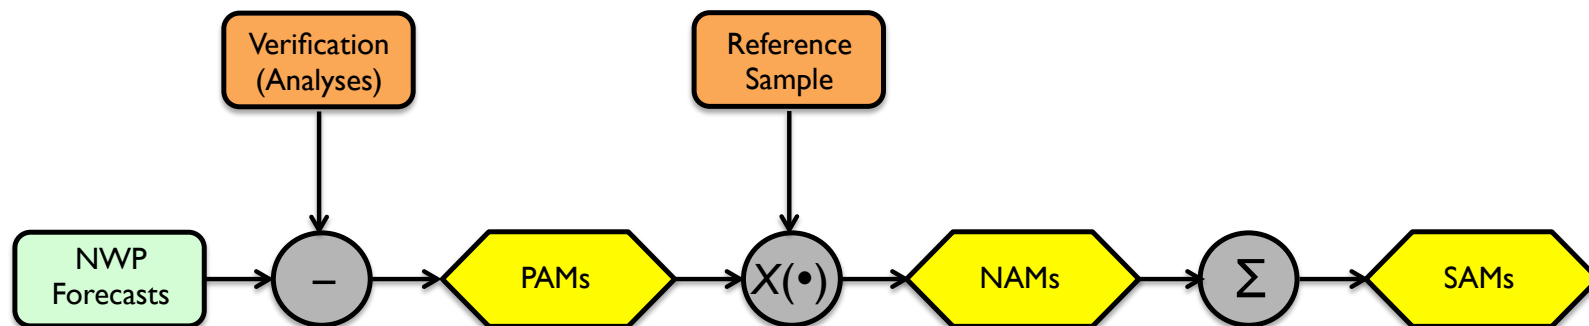 Verification
(Analyses)
Reference
Sample
NWP
Forecasts
–
PAMs
X(•)
NAMs
Σ
SAMs